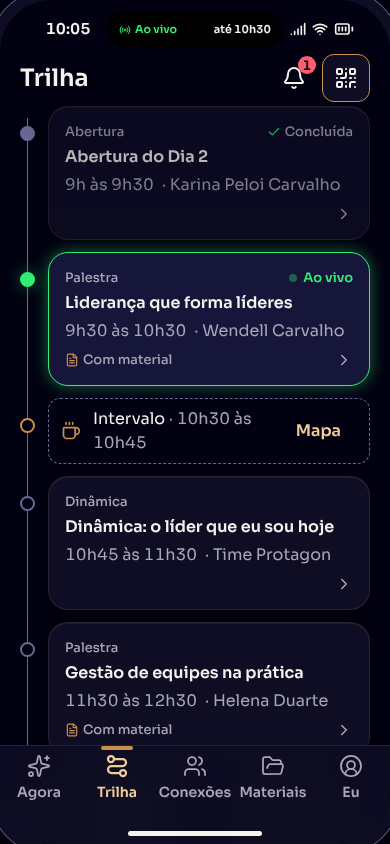 10:05
Ao vivo
até 10h30
Trilha
1
Abertura
Concluída
Abertura do Dia 2
9h às 9h30 · Karina Peloi Carvalho
Palestra
Ao vivo
Liderança que forma líderes
9h30 às 10h30 · Wendell Carvalho
Com material
Intervalo · 10h30 às
10h45
Mapa
Dinâmica
Dinâmica: o líder que eu sou hoje
10h45 às 11h30 · Time Protagon
Palestra
Gestão de equipes na prática
11h30 às 12h30 · Helena Duarte
Com material
Agora
Trilha
Conexões
Materiais
Eu